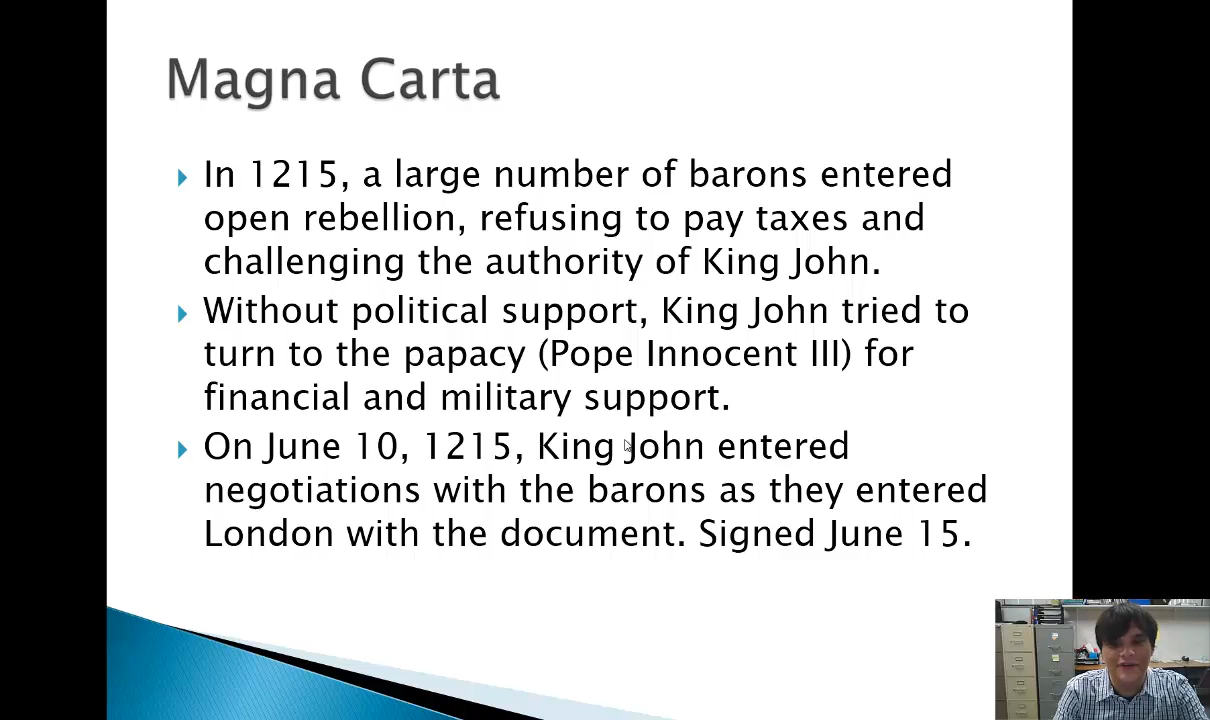 Magna Carta
In 1215, a large number of barons entered
open rebellion, refusing to pay taxes and
challenging the authority of King John.
Without political support, King John tried to
turn to the papacy (Pope Innocent III) for
financial and military support.
On June 10, 1215, King John entered
negotiations with the barons as they entered
London with the document. Signed June 15.